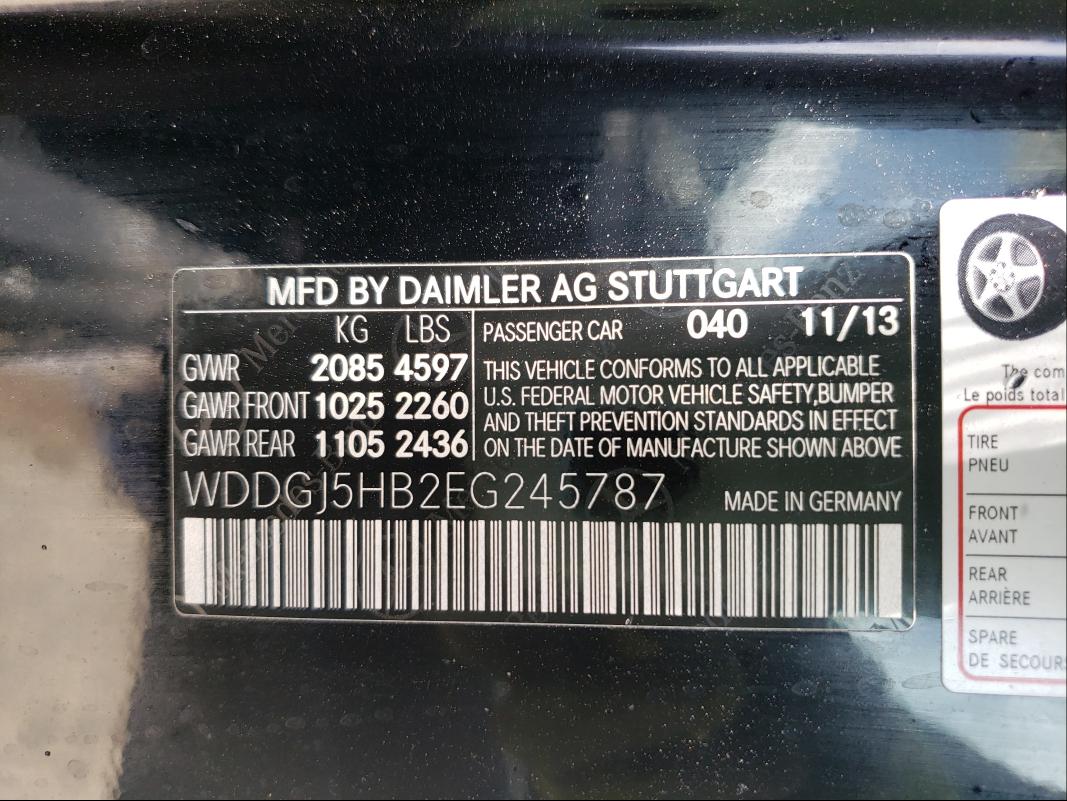 MFD BY DAIMLER AG STUTTGART
KG LBS
GVWR 2085 4597
GAWR FRONT 1025 2260
GAWR REAR 1105 2436
PASSENGER CAR 040 11/13
THIS VEHICLE CONFORMS TO ALL APPLICABLE
U.S. FEDERAL MOTOR VEHICLE SAFETY,BUMPER
AND THEFT PREVENTION STANDARDS IN EFFECT
ON THE DATE OF MANUFACTURE SHOWN ABOVE
WDDGJ5HB2EG245787 MADE IN GERMANY
The com
Le poids total
TIRE
PNEU
FRONT
AVANT
REAR
ARRIÈRE
SPARE
DE SECOUR